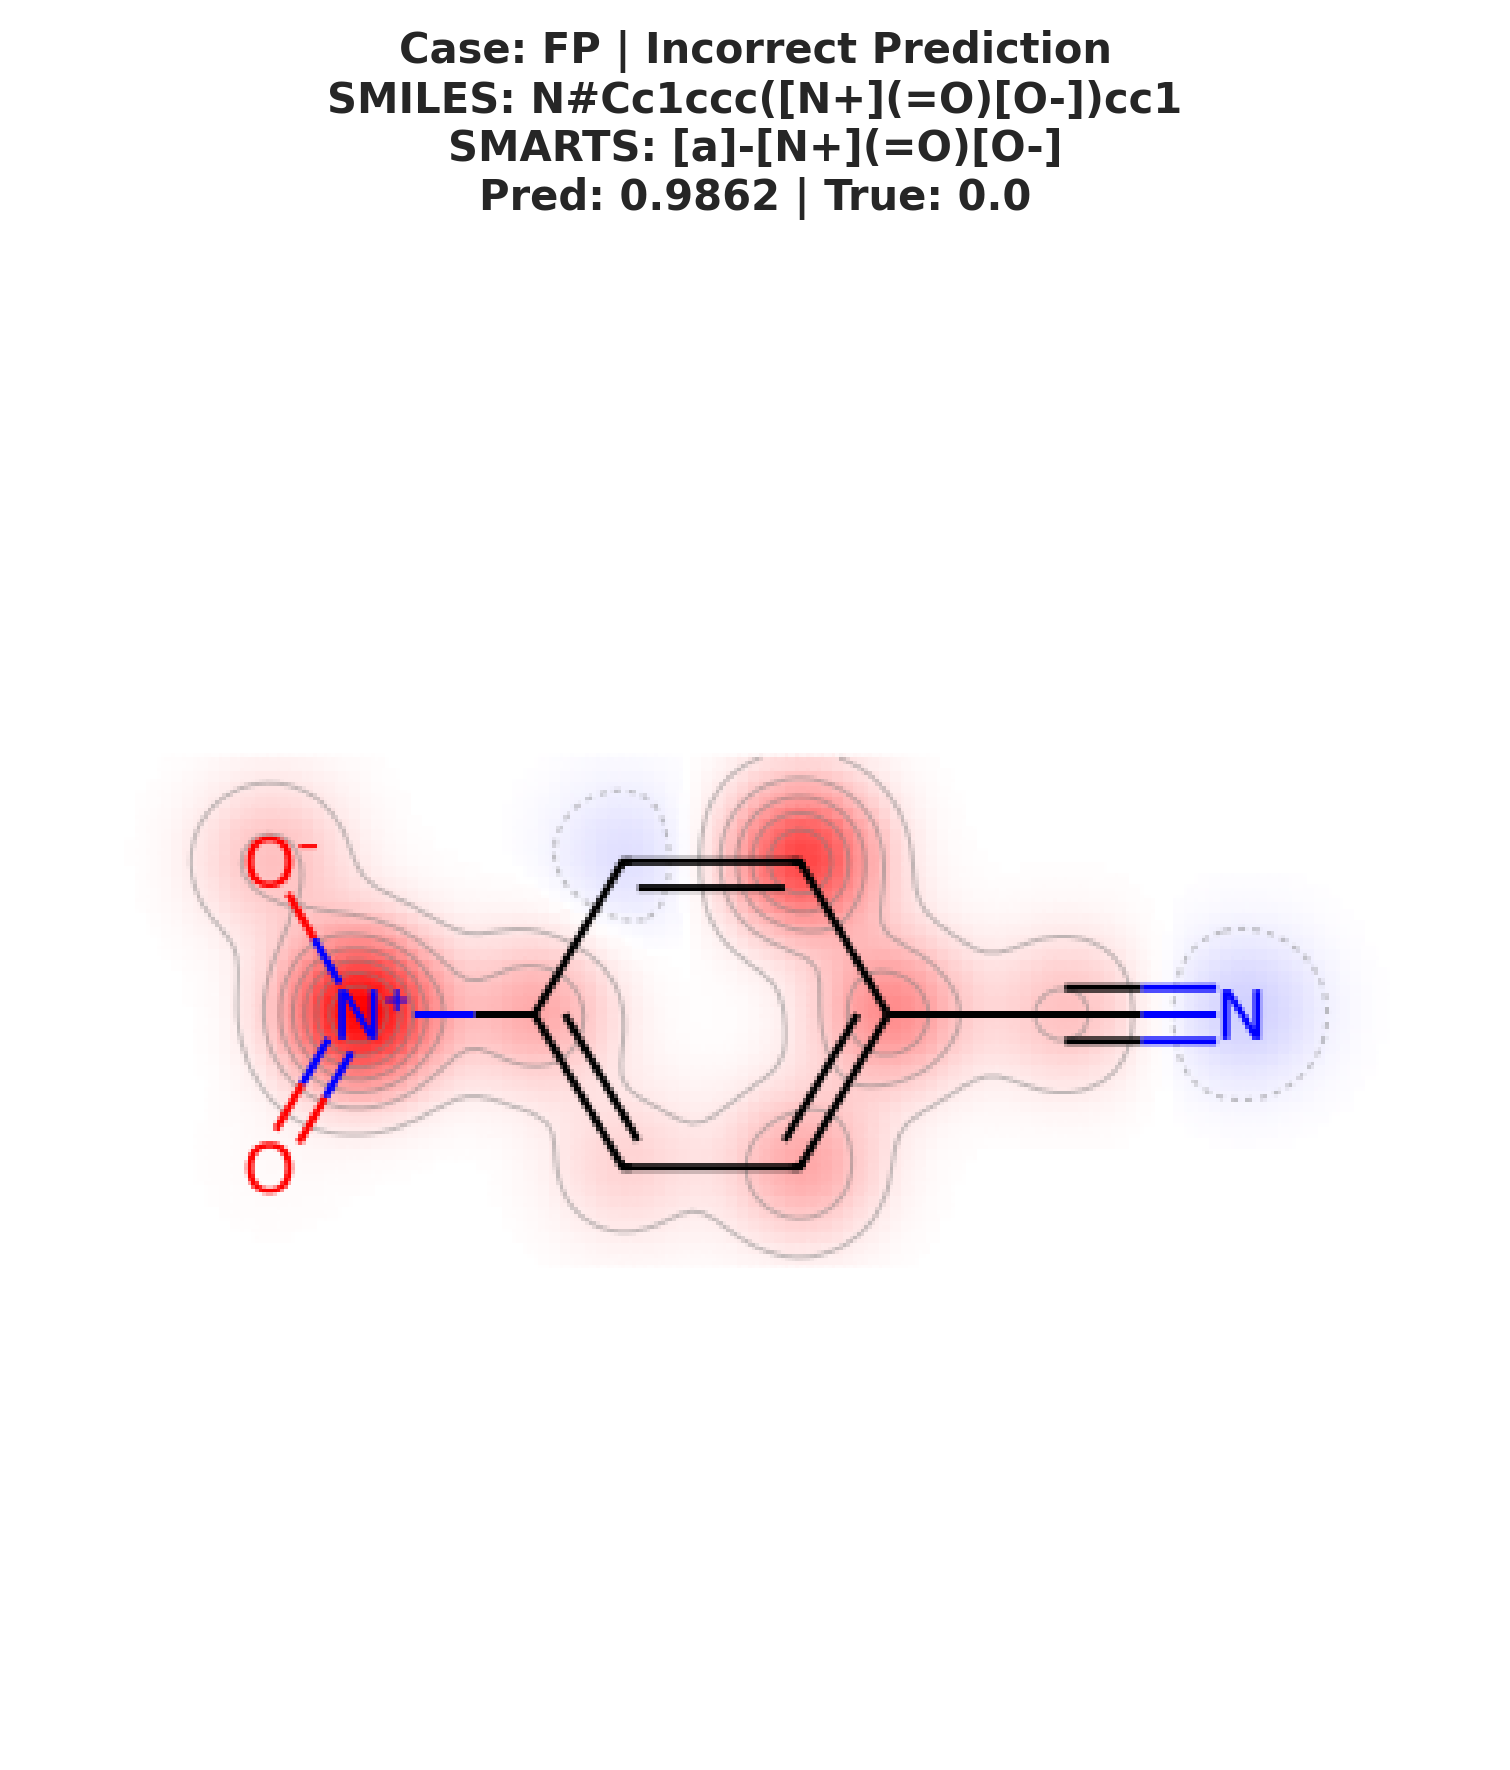 Case: FP | Incorrect Prediction
SMILES: N#Cc1ccc([N+](=O)[O-])cc1
SMARTS: [a]-[N+](=O)[O-]
Pred: 0.9862 | True: 0.0
O⁻
N⁺
N
O